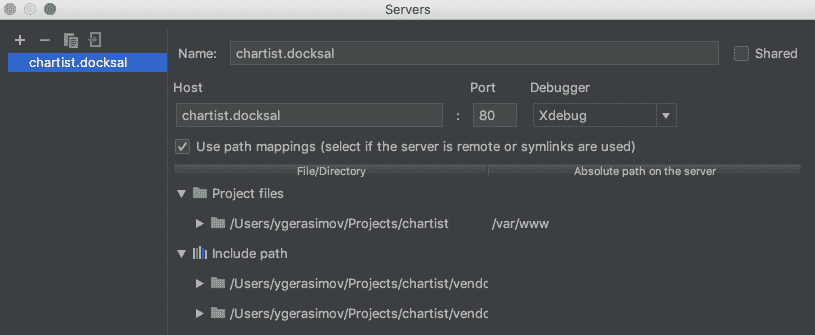 Servers
chartist.docksal
Name: chartist.docksal Shared
Host Port Debugger
chartist.docksal : 80 Xdebug
Use path mappings (select if the server is remote or symlinks are used)
File/Directory Absolute path on the server
Project files
/Users/ygerasimov/Projects/chartist /var/www
Include path
/Users/ygerasimov/Projects/chartist/vendc
/Users/ygerasimov/Projects/chartist/vendc